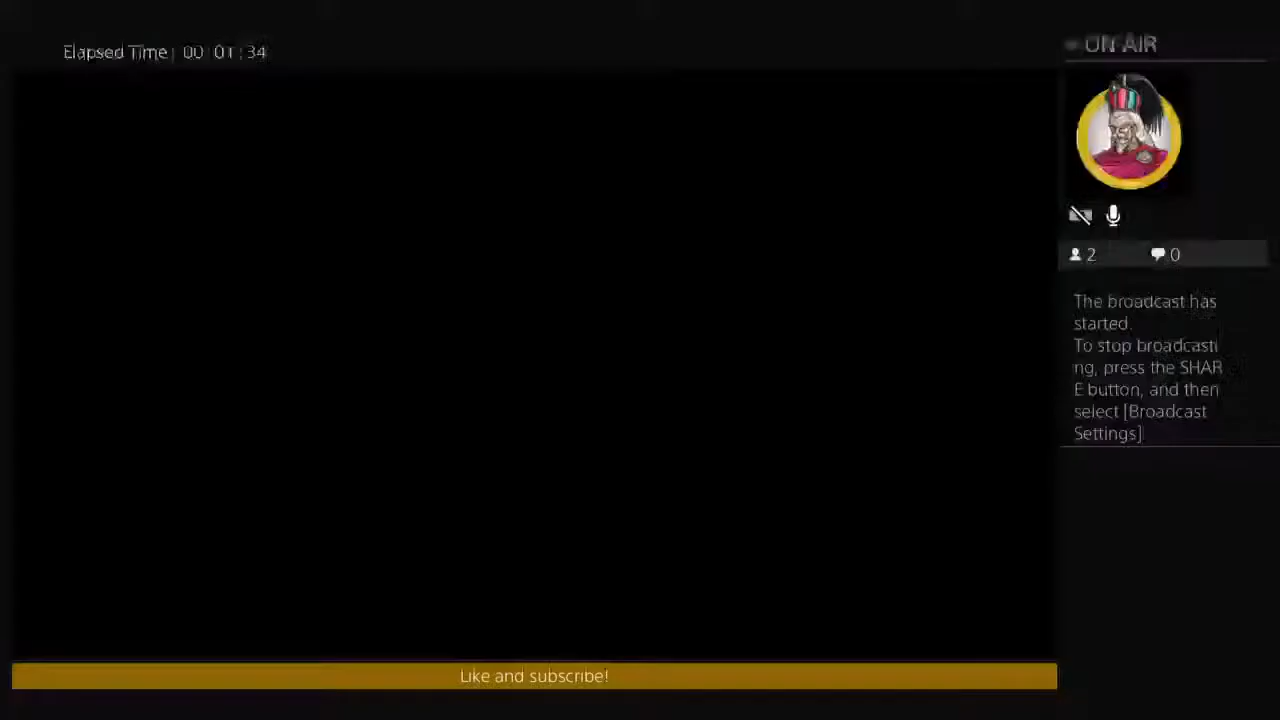 Elapsed Time: 00:01:34
ON AIR
2
0
The broadcast has
started.
To stop broadcasti
ng, press the SHAR
E button, and then
select [Broadcast
Settings]
Like and subscribe!